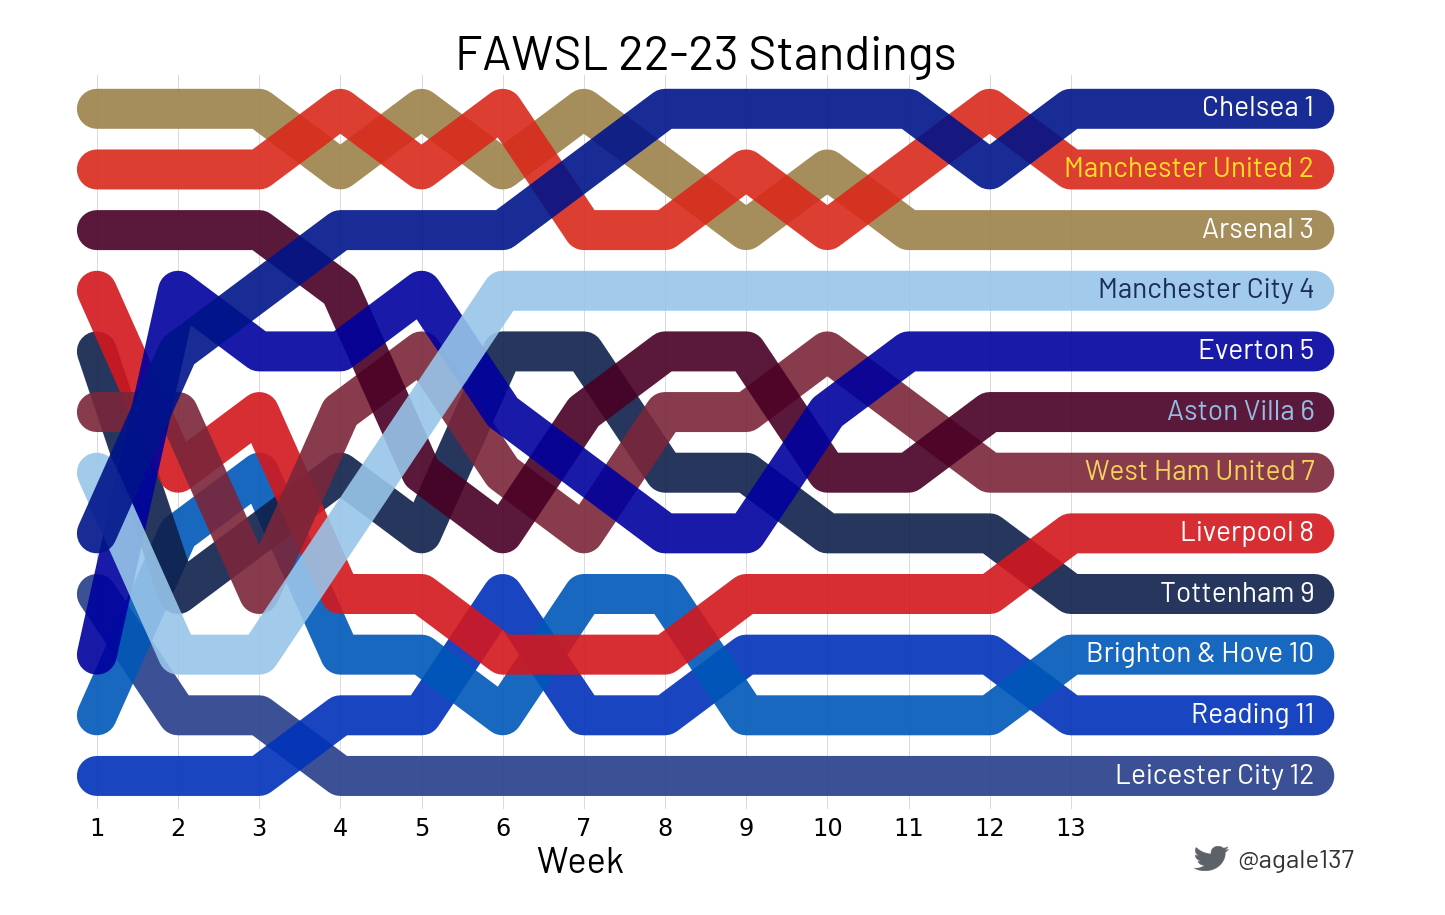 FAWSL 22-23 Standings
Chelsea 1
Manchester United 2
Arsenal 3
Manchester City 4
Everton 5
Aston Villa 6
West Ham United 7
Liverpool 8
Tottenham 9
Brighton & Hove 10
Reading 11
Leicester City 12
1 2 3 4 5 6 7 8 9 10 11 12 13
Week
@agale137